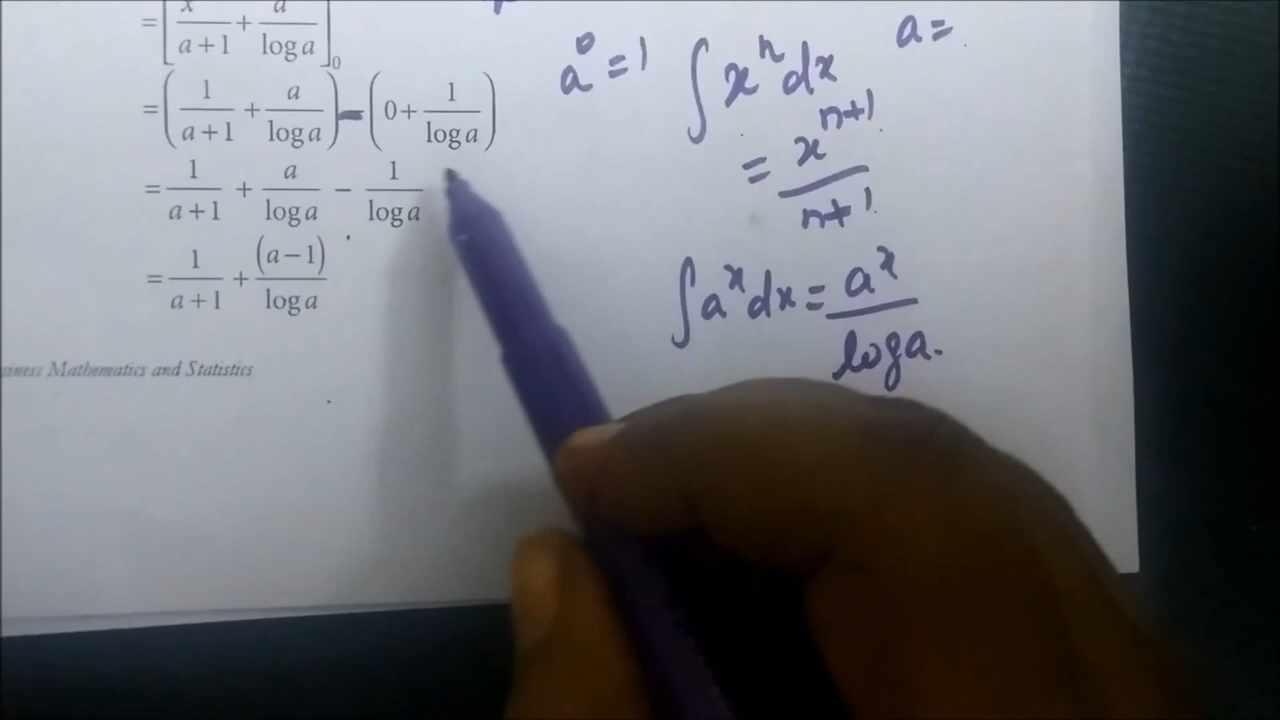 = [ x / a+1 + a / log a ]₀
= ( 1 / a+1 + a / log a ) − ( 0 + 1 / log a )
= 1 / a+1 + a / log a − 1 / log a
= 1 / a+1 + (a−1) / log a
Mathematics and Statistics
a⁰ = 1
∫ xⁿ dx
= xⁿ⁺¹ / n+1
a =
∫ aˣ dx = aˣ / log a.